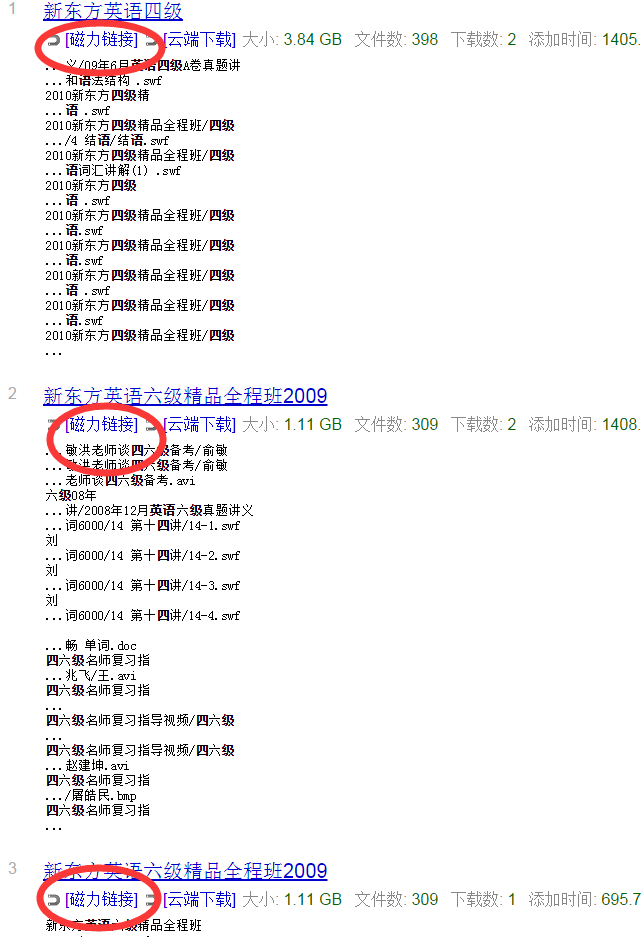 1 新东方英语四级
[磁力链接] [云端下载] 大小: 3.84 GB 文件数: 398 下载数: 2 添加时间: 1405.
...义/09年6月英语四级A卷真题讲
...和语法结构 .swf
2010新东方四级精
...语 .swf
2010新东方四级精品全程班/四级
.../4 结语/结语.swf
2010新东方四级精品全程班/四级
...语词汇讲解(1) .swf
2010新东方四级
...语 .swf
2010新东方四级精品全程班/四级
...语.swf
2010新东方四级精品全程班/四级
...语.swf
2010新东方四级精品全程班/四级
...语 .swf
2010新东方四级精品全程班/四级
...语.swf
2010新东方四级精品全程班/四级
...
2 新东方英语六级精品全程班2009
[磁力链接] [云端下载] 大小: 1.11 GB 文件数: 309 下载数: 2 添加时间: 1408.
...敏洪老师谈四六级备考/俞敏
...敏洪老师谈四六级备考/俞敏
...老师谈四六级备考.avi
六级08年
...讲/2008年12月英语六级真题讲义
...词6000/14 第十四讲/14-1.swf
刘
...词6000/14 第十四讲/14-2.swf
刘
...词6000/14 第十四讲/14-3.swf
刘
...词6000/14 第十四讲/14-4.swf
...畅 单词.doc
四六级名师复习指
...兆飞/王.avi
四六级名师复习指
...
四六级名师复习指导视频/四六级
...
四六级名师复习指导视频/四六级
...赵建坤.avi
四六级名师复习指
.../屠皓民.bmp
四六级名师复习指
...
3 新东方英语六级精品全程班2009
[磁力链接] [云端下载] 大小: 1.11 GB 文件数: 309 下载数: 1 添加时间: 695.7
新东方英语六级精品全程班